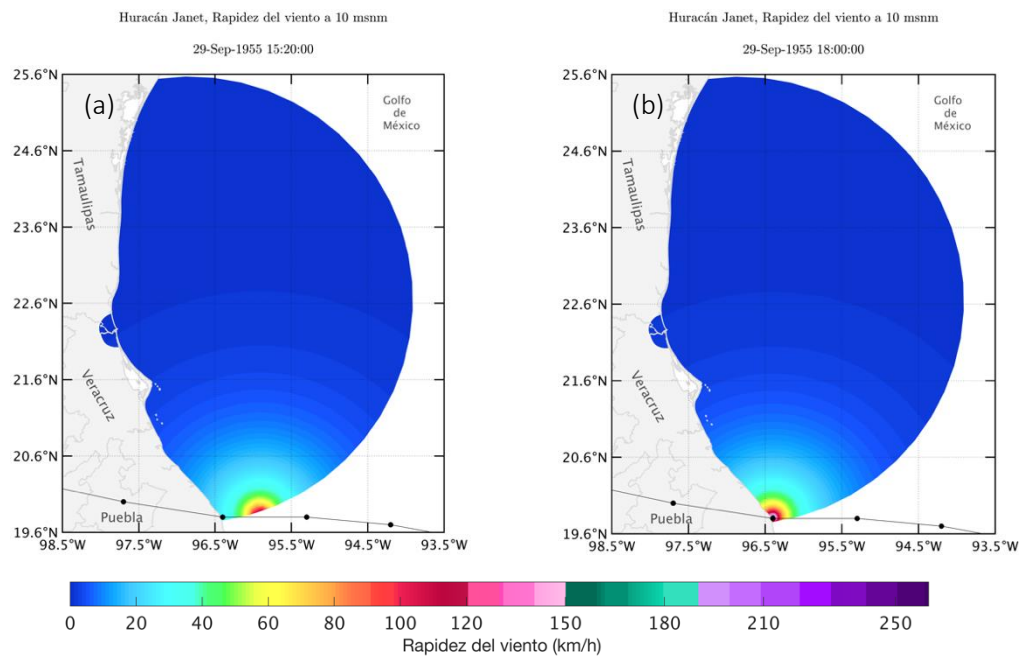 Huracán Janet, Rapidez del viento a 10 msnm
29-Sep-1955 15:20:00
(a)
Golfo
de
México
25.6°N
24.6°N
23.6°N
22.6°N
21.6°N
20.6°N
19.6°N
Tamaulipas
Veracruz
Puebla
98.5°W 97.5°W 96.5°W 95.5°W 94.5°W 93.5°W
Huracán Janet, Rapidez del viento a 10 msnm
29-Sep-1955 18:00:00
(b)
Golfo
de
México
25.6°N
24.6°N
23.6°N
22.6°N
21.6°N
20.6°N
19.6°N
Tamaulipas
Veracruz
Puebla
98.5°W 97.5°W 96.5°W 95.5°W 94.5°W 93.5°W
0 20 40 60 80 100 120 150 180 210 250
Rapidez del viento (km/h)